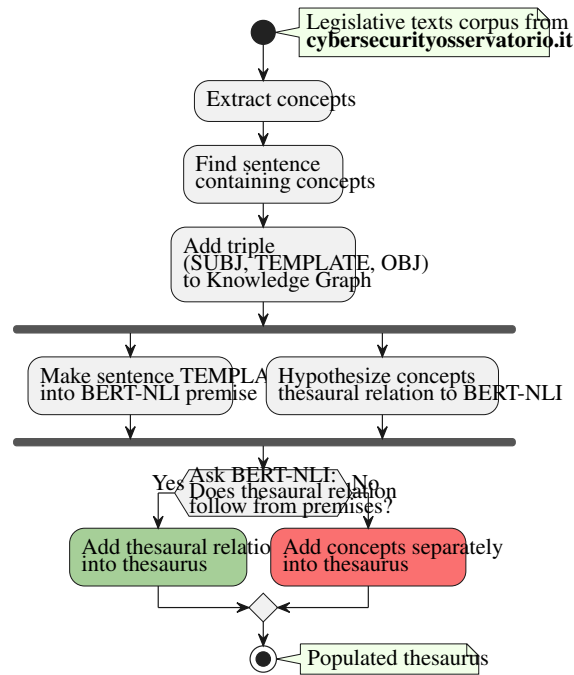 Legislative texts corpus from
cybersecurityosservatorio.it
Extract concepts
Find sentence
containing concepts
Add triple
(SUBJ, TEMPLATE, OBJ)
to Knowledge Graph
Make sentence TEMPLA
into BERT-NLI premise
Hypothesize concepts
thesaural relation to BERT-NLI
Yes
Ask BERT-NLI:
Does thesaural relation
follow from premises?
No
Add thesaural relatio
into thesaurus
Add concepts separately
into thesaurus
Populated thesaurus